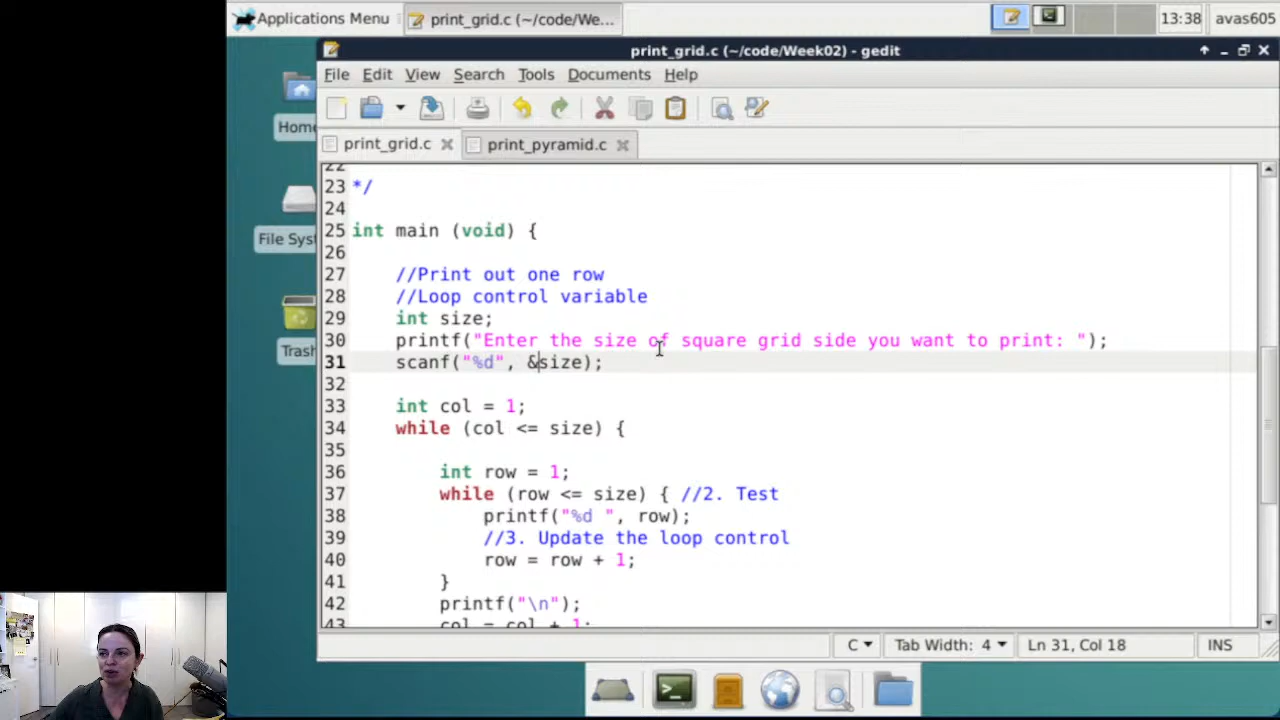 Applications Menu
print_grid.c (~/code/We...
13:38
avas605
print_grid.c (~/code/Week02) - gedit
File Edit View Search Tools Documents Help
print_grid.c
print_pyramid.c
Home
File Sys
Trash
22
23 */
24
25 int main (void) {
26
27 //Print out one row
28 //Loop control variable
29 int size;
30 printf("Enter the size of square grid side you want to print: ");
31 scanf("%d", &size);
32
33 int col = 1;
34 while (col <= size) {
35
36 int row = 1;
37 while (row <= size) { //2. Test
38 printf("%d ", row);
39 //3. Update the loop control
40 row = row + 1;
41 }
42 printf("\n");
43 col = col + 1;
C
Tab Width: 4
Ln 31, Col 18
INS